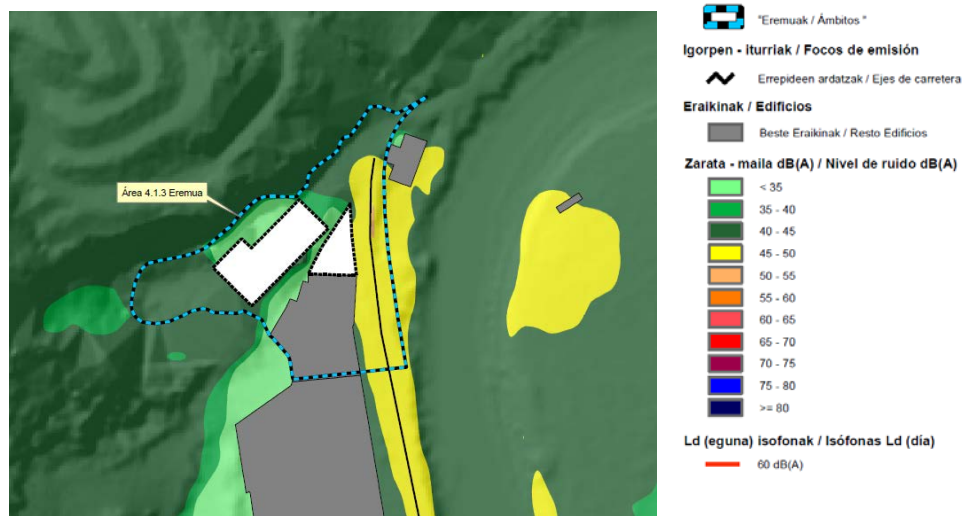 Área 4.1.3 Eremua
"Eremuak / Ámbitos "
Igorpen - iturriak / Focos de emisión
Errepideen ardatzak / Ejes de carretera
Eraikinak / Edificios
Beste Eraikinak / Resto Edificios
Zarata - maila dB(A) / Nivel de ruido dB(A)
< 35
35 - 40
40 - 45
45 - 50
50 - 55
55 - 60
60 - 65
65 - 70
70 - 75
75 - 80
>= 80
Ld (eguna) isofonak / Isófonas Ld (día)
60 dB(A)